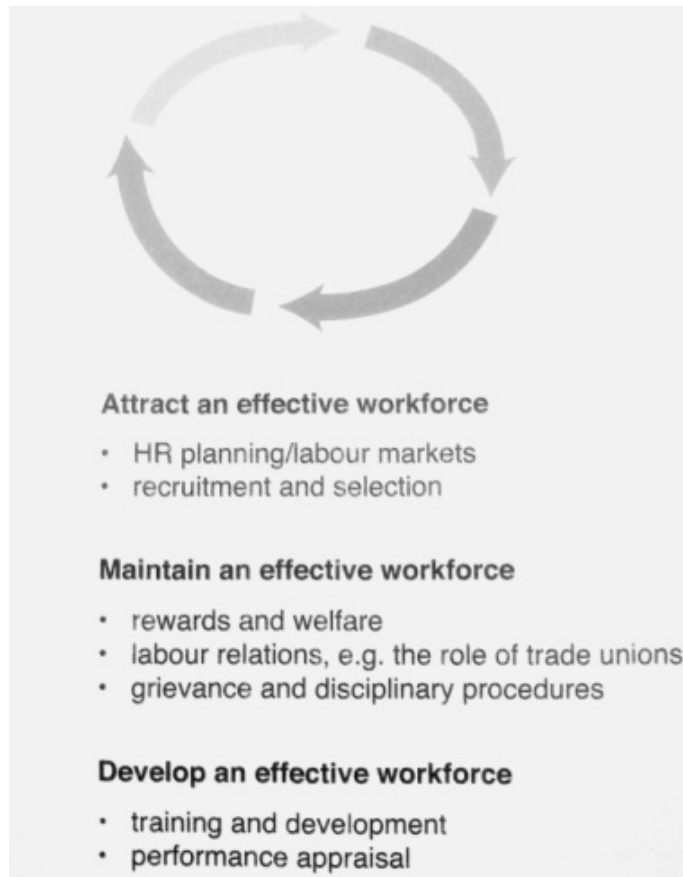 Attract an effective workforce
• HR planning/labour markets
• recruitment and selection
Maintain an effective workforce
• rewards and welfare
• labour relations, e.g. the role of trade unions
• grievance and disciplinary procedures
Develop an effective workforce
• training and development
• performance appraisal